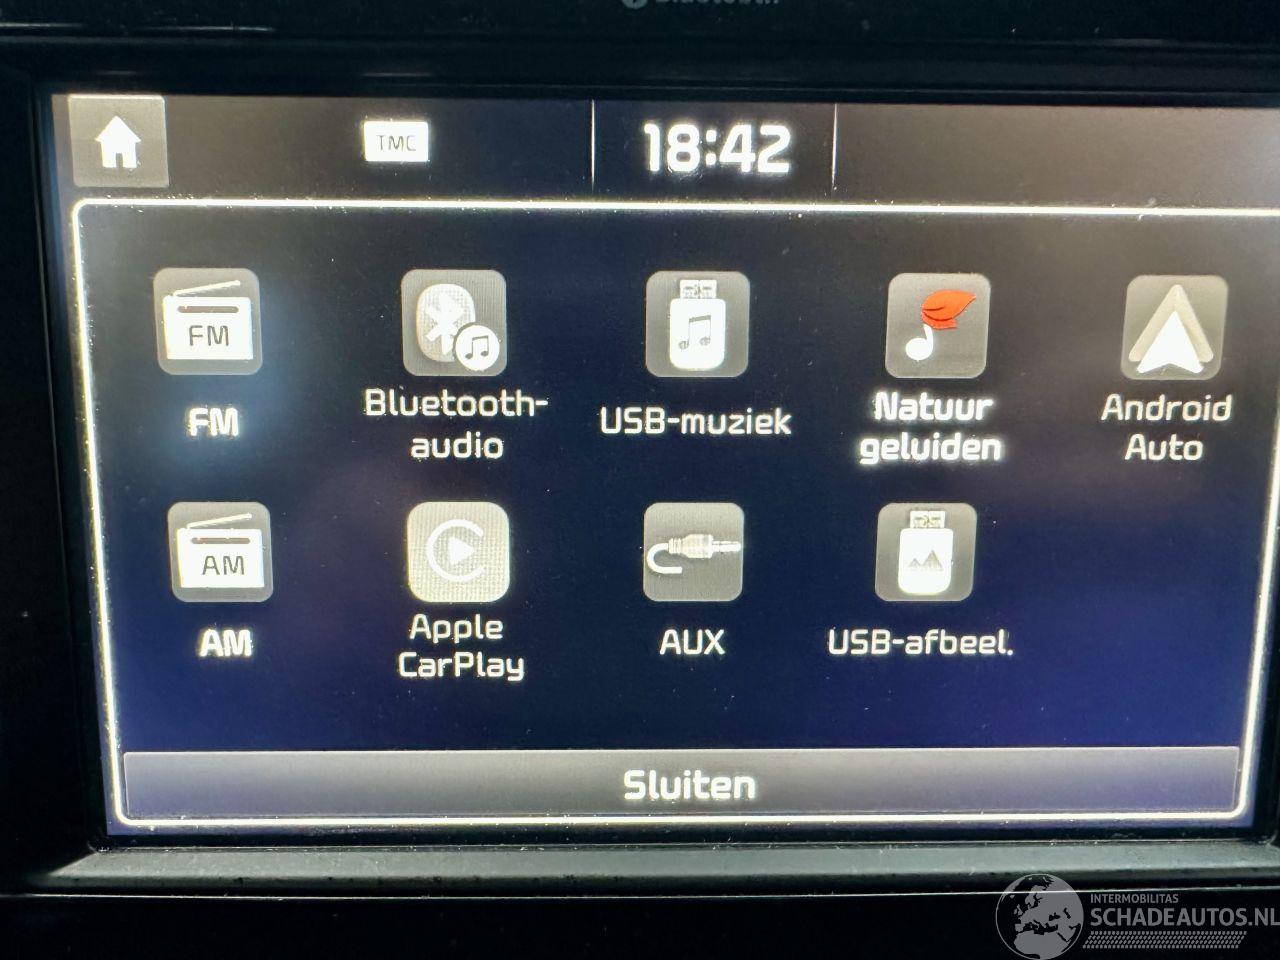 Bluetooth
TMC
18:42
FM
FM
Bluetooth-
audio
USB-muziek
Natuur
geluiden
Android
Auto
AM
AM
Apple
CarPlay
AUX
USB-afbeel.
Sluiten
INTERMOBILITAS
SCHADEAUTOS.NL